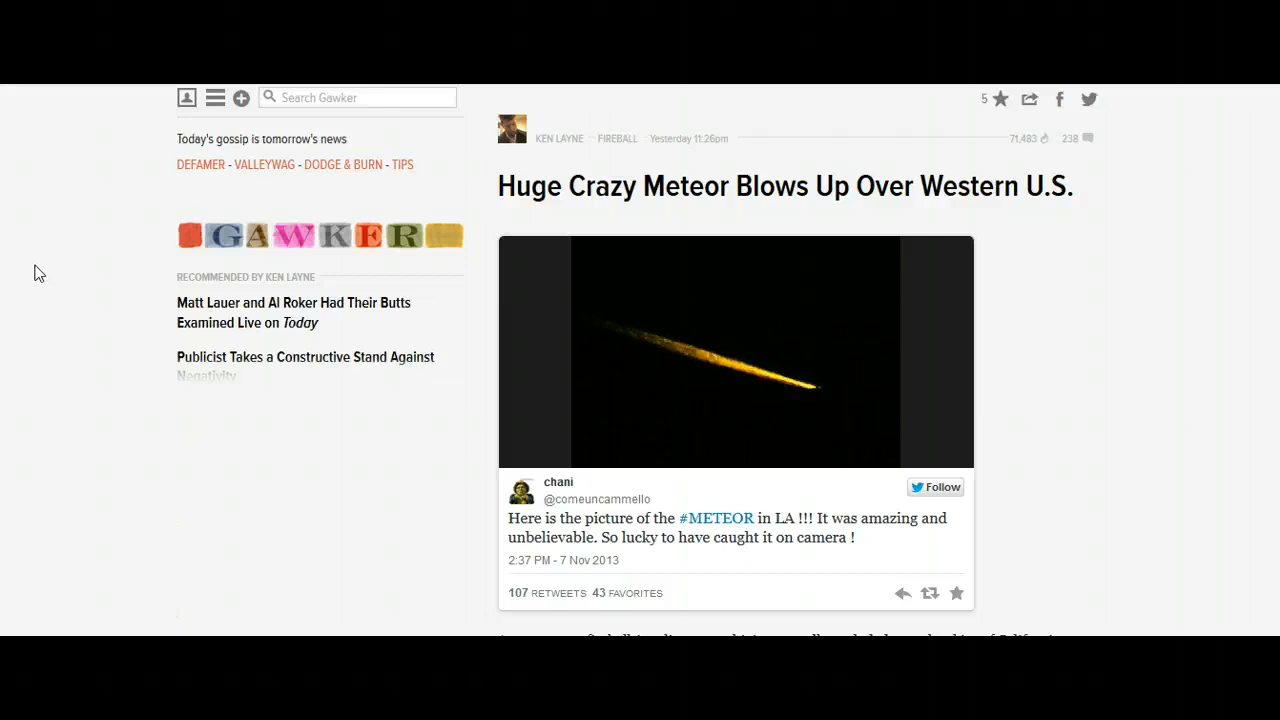 Search Gawker
5
Today's gossip is tomorrow's news
DEFAMER - VALLEYWAG - DODGE & BURN - TIPS
KEN LAYNE FIREBALL Yesterday 11:26pm 71,483 238
Huge Crazy Meteor Blows Up Over Western U.S.
GAWKER
RECOMMENDED BY KEN LAYNE
Matt Lauer and Al Roker Had Their Butts
Examined Live on Today
Publicist Takes a Constructive Stand Against
Negativity
chani
@comeuncammello
Follow
Here is the picture of the #METEOR in LA !!! It was amazing and
unbelievable. So lucky to have caught it on camera !
2:37 PM - 7 Nov 2013
107 RETWEETS 43 FAVORITES